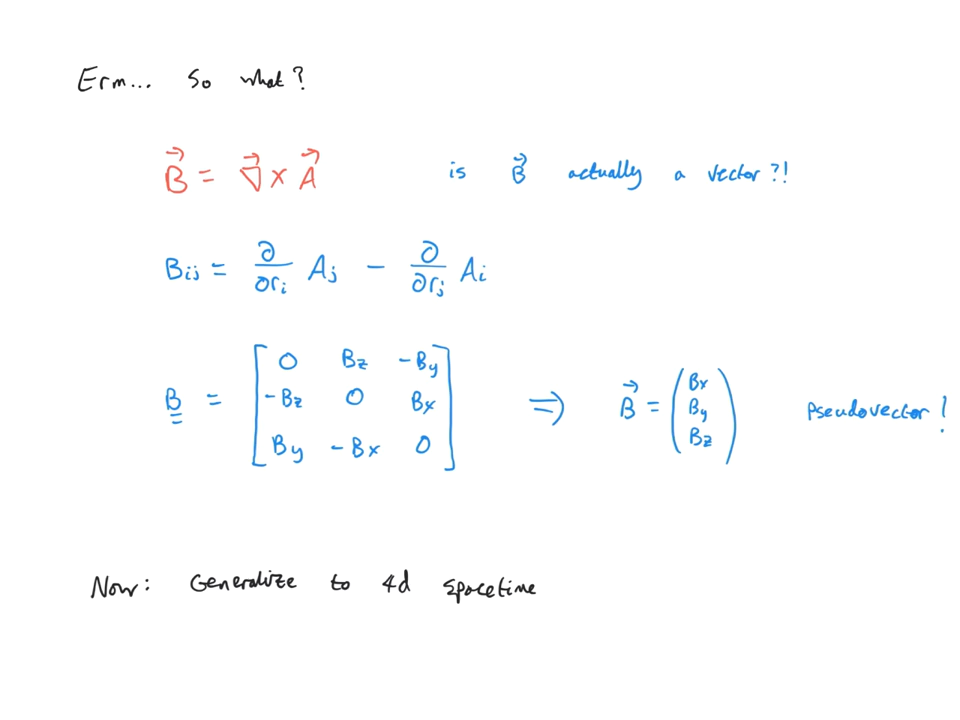 Erm... So what?
B⃗ = ∇⃗ × A⃗ is B⃗ actually a vector?!
Bij = ∂/∂ri Aj − ∂/∂rj Ai
B = [ 0 Bz -By
-Bz 0 Bx
By -Bx 0 ] ⇒ B⃗ = ( Bx By Bz ) Pseudovector!
Now: Generalize to 4d spacetime